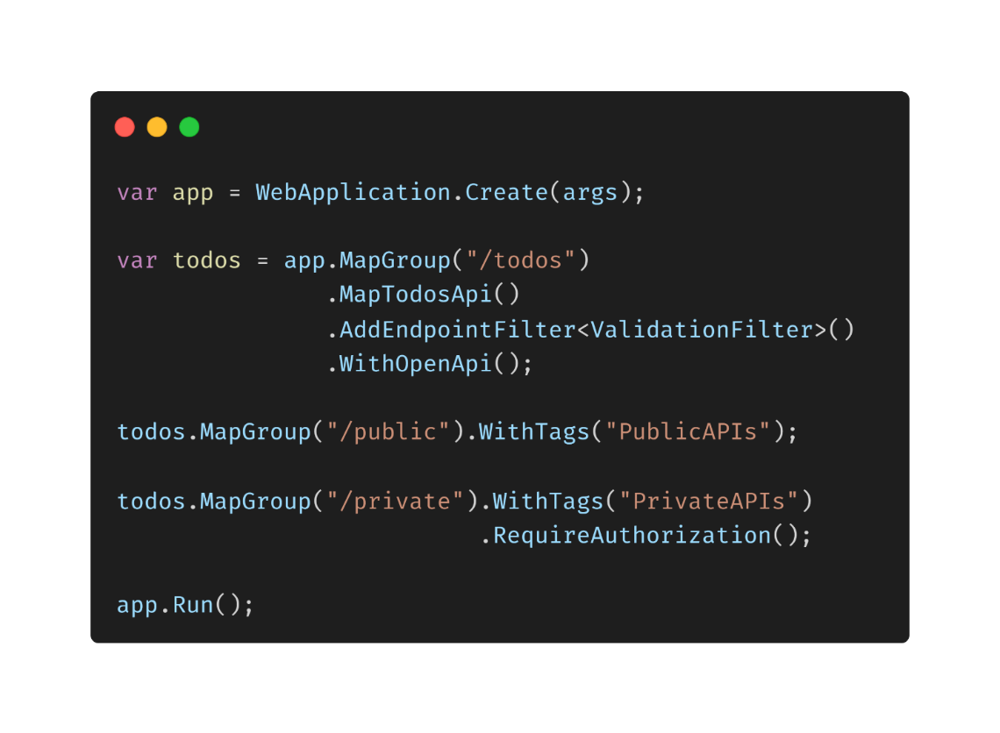 var app = WebApplication.Create(args);
var todos = app.MapGroup("/todos")
.MapTodosApi()
.AddEndpointFilter<ValidationFilter>()
.WithOpenApi();
todos.MapGroup("/public").WithTags("PublicAPIs");
todos.MapGroup("/private").WithTags("PrivateAPIs")
.RequireAuthorization();
app.Run();